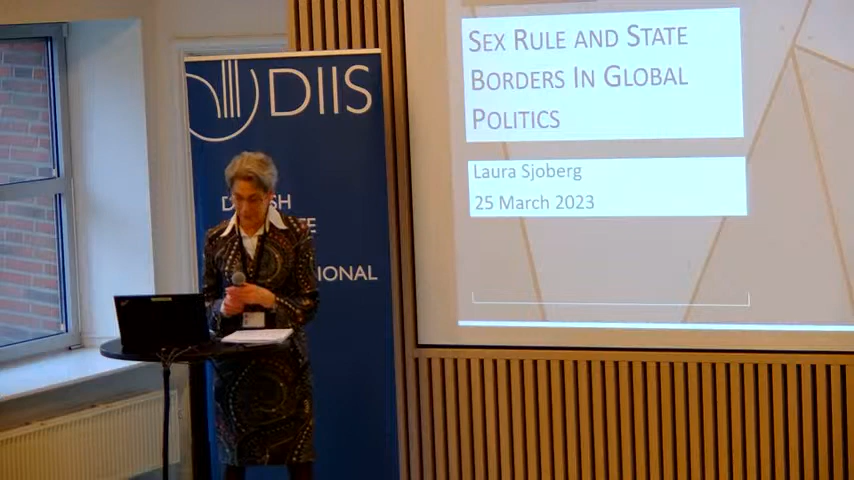 DIIS
IONAL
SEX RULE AND STATE
BORDERS IN GLOBAL
POLITICS
Laura Sjoberg
25 March 2023